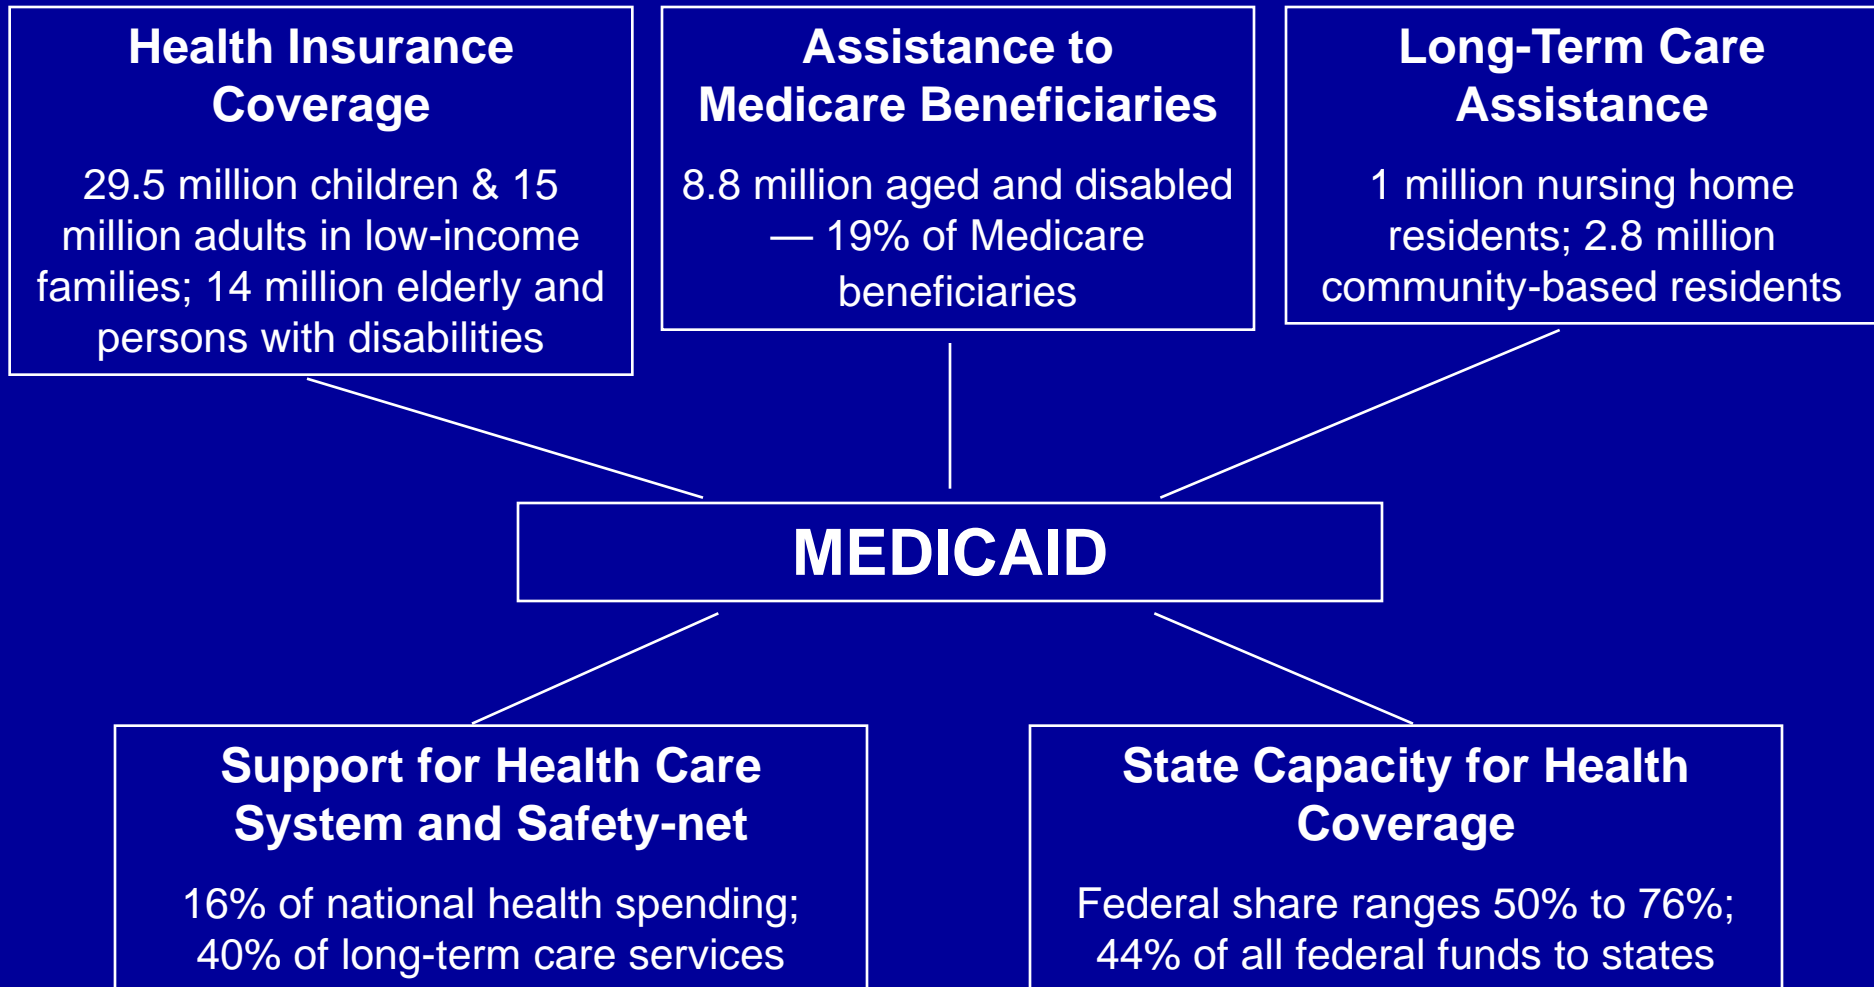 Health Insurance
Coverage
29.5 million children & 15
million adults in low-income
families; 14 million elderly and
persons with disabilities
Assistance to
Medicare Beneficiaries
8.8 million aged and disabled
— 19% of Medicare
beneficiaries
Long-Term Care
Assistance
1 million nursing home
residents; 2.8 million
community-based residents
MEDICAID
Support for Health Care
System and Safety-net
16% of national health spending;
40% of long-term care services
State Capacity for Health
Coverage
Federal share ranges 50% to 76%;
44% of all federal funds to states